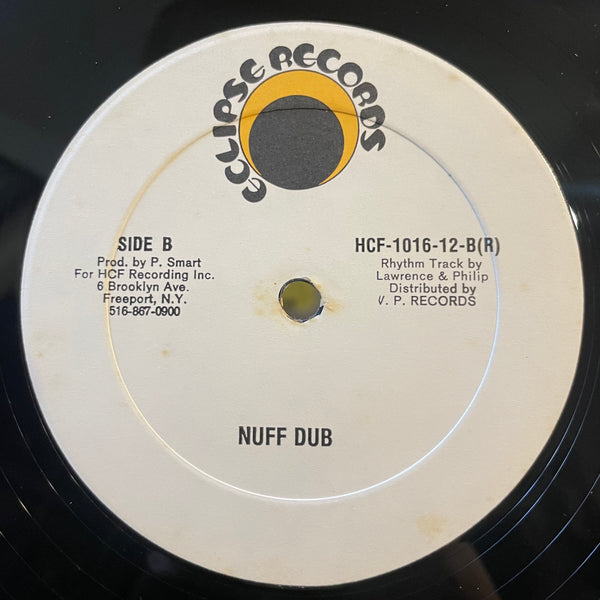 ECLIPSE RECORDS
SIDE B
Prod. by P. Smart
For HCF Recording Inc.
6 Brooklyn Ave.
Freeport, N.Y.
516-867-0900
HCF-1016-12-B(R)
Rhythm Track by
Lawrence & Philip
Distributed by
V. P. RECORDS
NUFF DUB